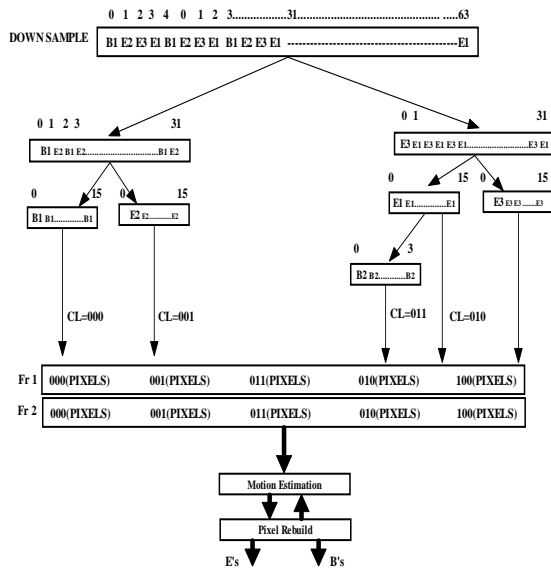 0 1 2 3 4 0 1 2 3..................31............................................ .....63
DOWN SAMPLE
B1 E2 E3 E1 B1 E2 E3 E1 B1 E2 E3 E1 ------------------------------------------E1
0 1 2 3 31
0 1 31
B1 E2 B1 E2..............................B1 E2
E3 E1 E3 E1 E3 E1..........................E3 E1
0 15 0 15
0 15 0 15
B1 B1.............B1
E2 E2...........E2
E1 E1..............E1
E3 E3 E3.......E3
0 3
B2 B2............B2
CL=000
CL=001
CL=011
CL=010
Fr 1
000(PIXELS) 001(PIXELS) 011(PIXELS) 010(PIXELS) 100(PIXELS)
Fr 2
000(PIXELS) 001(PIXELS) 011(PIXELS) 010(PIXELS) 100(PIXELS)
Motion Estimation
Pixel Rebuild
E's B's